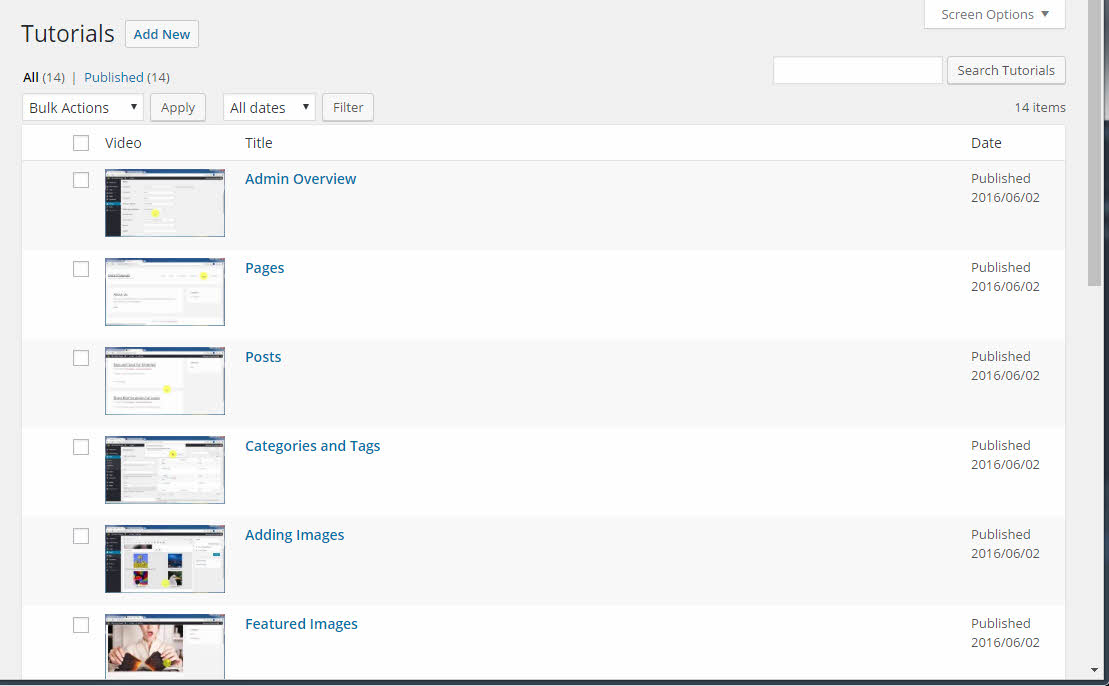 Screen Options ▼
Tutorials Add New
All (14) | Published (14)
Search Tutorials
Bulk Actions ▼ Apply All dates ▼ Filter 14 items
Video Title Date
Admin Overview Published
2016/06/02
Pages Published
2016/06/02
Posts Published
2016/06/02
Categories and Tags Published
2016/06/02
Adding Images Published
2016/06/02
Featured Images Published
2016/06/02